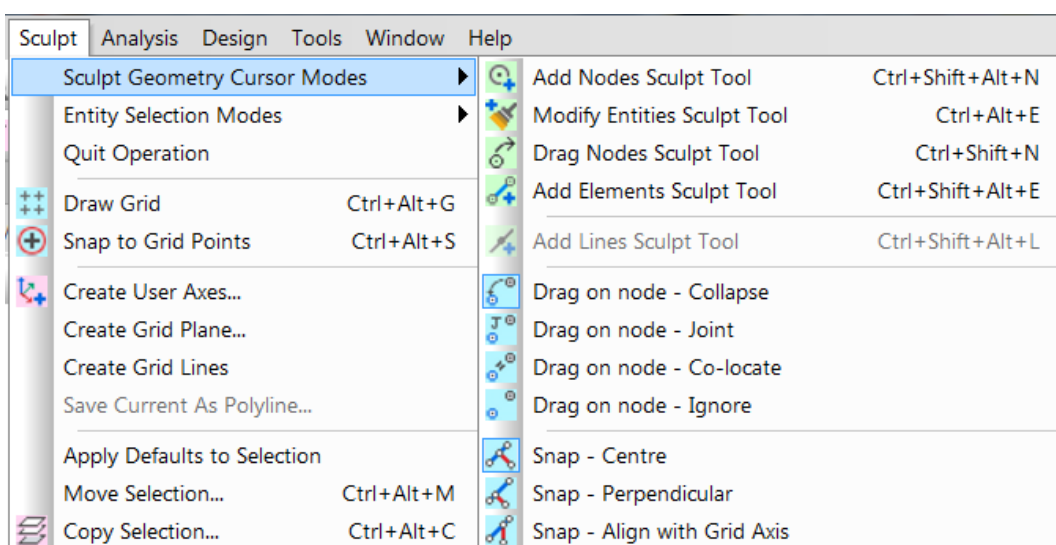 Sculpt Analysis Design Tools Window Help
Sculpt Geometry Cursor Modes
Entity Selection Modes
Quit Operation
Draw Grid Ctrl+Alt+G
Snap to Grid Points Ctrl+Alt+S
Create User Axes...
Create Grid Plane...
Create Grid Lines
Save Current As Polyline...
Apply Defaults to Selection
Move Selection... Ctrl+Alt+M
Copy Selection... Ctrl+Alt+C
Add Nodes Sculpt Tool Ctrl+Shift+Alt+N
Modify Entities Sculpt Tool Ctrl+Alt+E
Drag Nodes Sculpt Tool Ctrl+Shift+N
Add Elements Sculpt Tool Ctrl+Shift+Alt+E
Add Lines Sculpt Tool Ctrl+Shift+Alt+L
Drag on node - Collapse
Drag on node - Joint
Drag on node - Co-locate
Drag on node - Ignore
Snap - Centre
Snap - Perpendicular
Snap - Align with Grid Axis